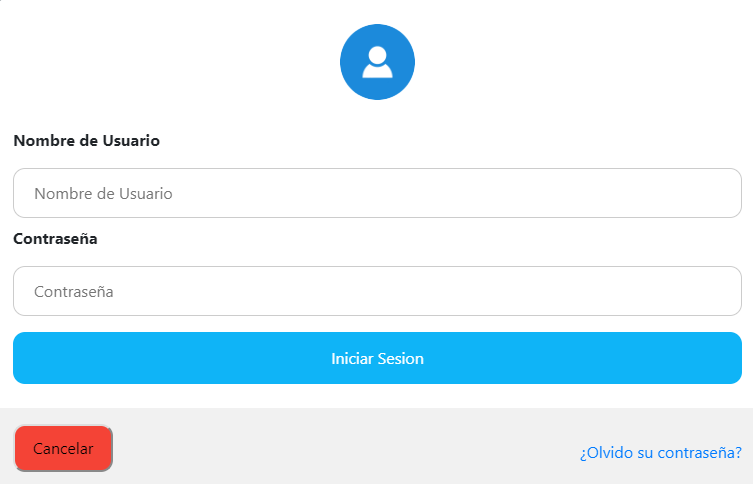 Nombre de Usuario
Nombre de Usuario
Contraseña
Contraseña
Iniciar Sesion
Cancelar
¿Olvido su contraseña?